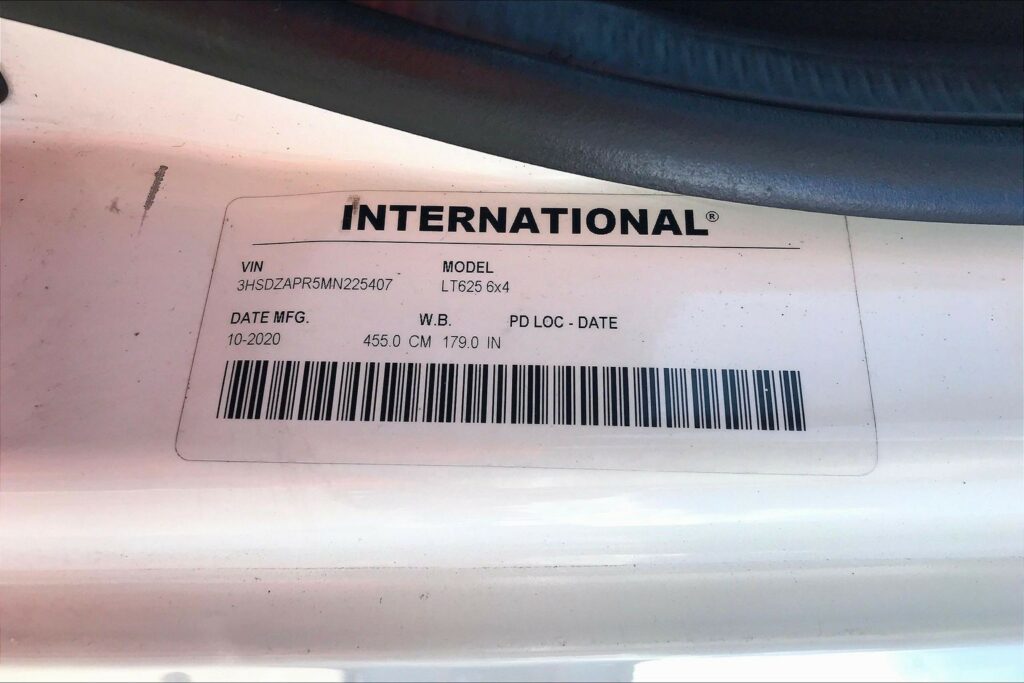 INTERNATIONAL®
VIN MODEL
3HSDZAPR5MN225407 LT625 6x4
DATE MFG. W.B. PD LOC - DATE
10-2020 455.0 CM 179.0 IN